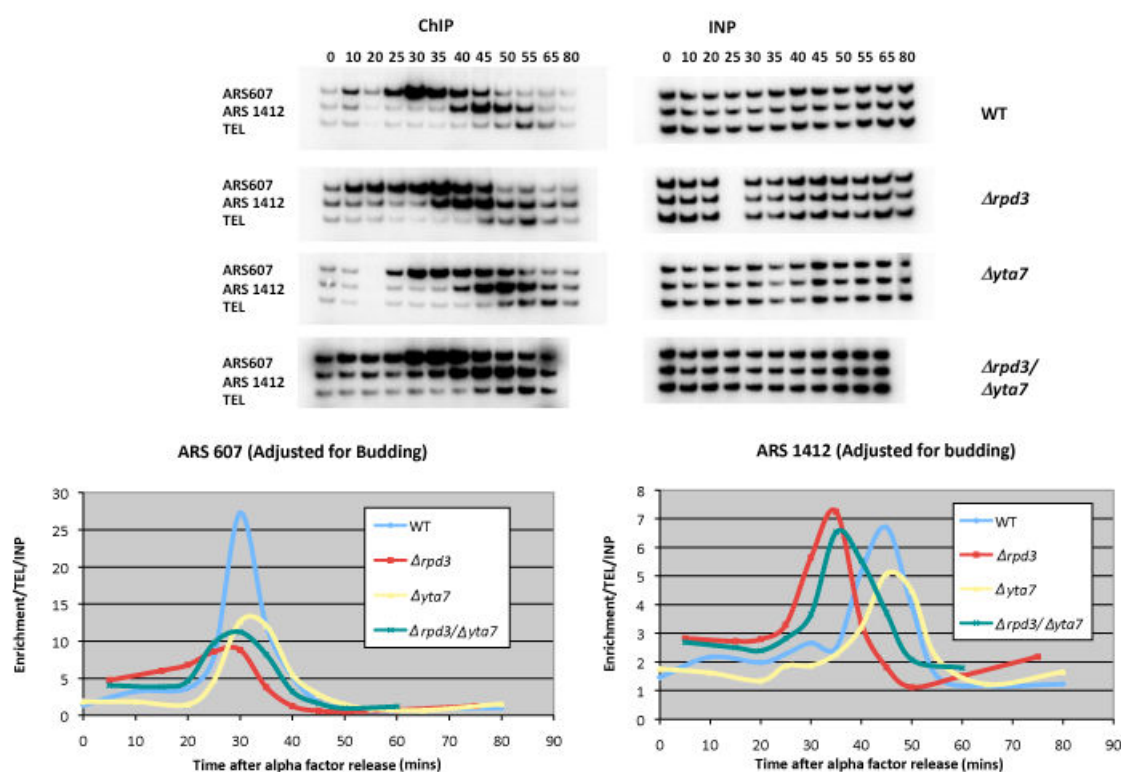 ChIP
INP
0 10 20 25 30 35 40 45 50 55 65 80
0 10 20 25 30 35 40 45 50 55 65 80
ARS607
ARS 1412
TEL
WT
ARS607
ARS 1412
TEL
Δrpd3
ARS607
ARS 1412
TEL
Δyta7
ARS607
ARS 1412
TEL
Δrpd3/
Δyta7
ARS 607 (Adjusted for Budding)
Enrichment/TEL/INP
30
25
20
15
10
5
0
WT
Δrpd3
Δyta7
Δrpd3/Δyta7
0 10 20 30 40 50 60 70 80 90
Time after alpha factor release (mins)
ARS 1412 (Adjusted for budding)
Enrichment/TEL/INP
8
7
6
5
4
3
2
1
0
WT
Δrpd3
Δyta7
Δrpd3/Δyta7
0 10 20 30 40 50 60 70 80 90
Time after alpha factor release (mins)